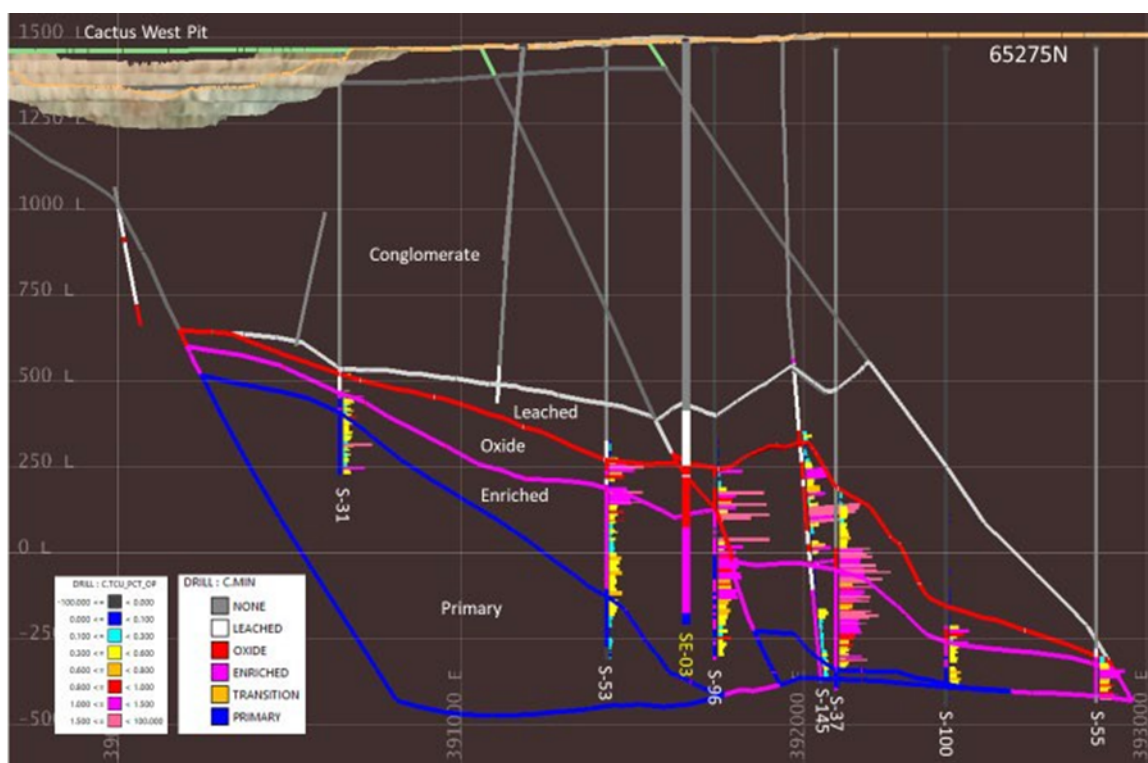 1500 L
Cactus West Pit
65275N
1250 L
1000 L
Conglomerate
750 L
500 L
Leached
Oxide
250 L
Enriched
0 L
Primary
-250
-500
S-31
S-53
SE-03
S-96
S-145
S-37
S-100
S-55
391000 E
392000 E
393000 E
DRILL : C.TCU_PCT_OP
-100.000 <= < 0.000
0.000 <= < 0.100
0.100 <= < 0.300
0.300 <= < 0.600
0.600 <= < 0.800
0.800 <= < 1.000
1.000 <= < 1.500
1.500 <= < 100.000
DRILL : C.MIN
NONE
LEACHED
OXIDE
ENRICHED
TRANSITION
PRIMARY